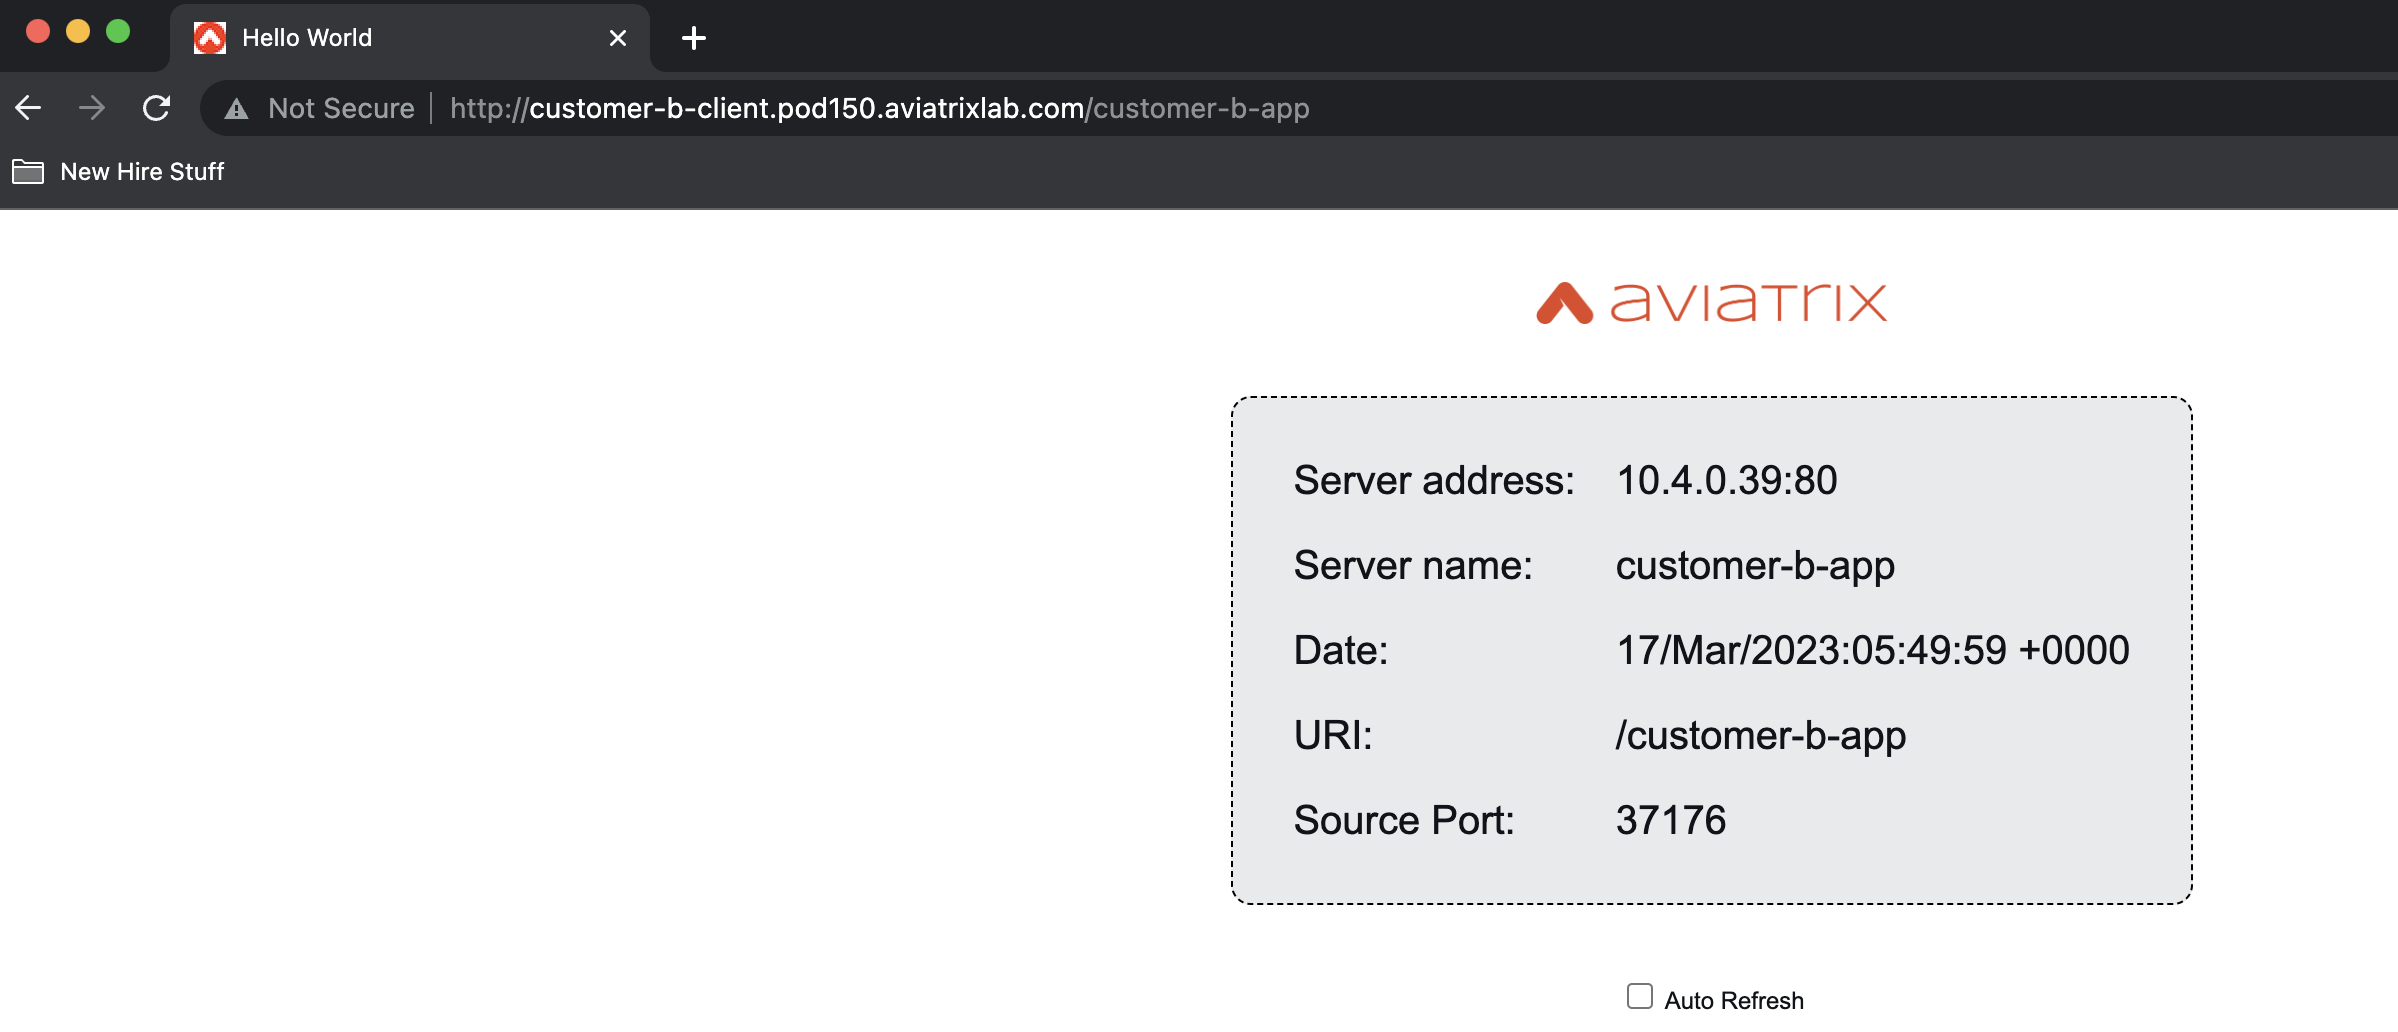 Hello World
Not Secure | http://customer-b-client.pod150.aviatrixlab.com/customer-b-app
New Hire Stuff
aviatrix
Server address: 10.4.0.39:80
Server name: customer-b-app
Date: 17/Mar/2023:05:49:59 +0000
URI: /customer-b-app
Source Port: 37176
Auto Refresh